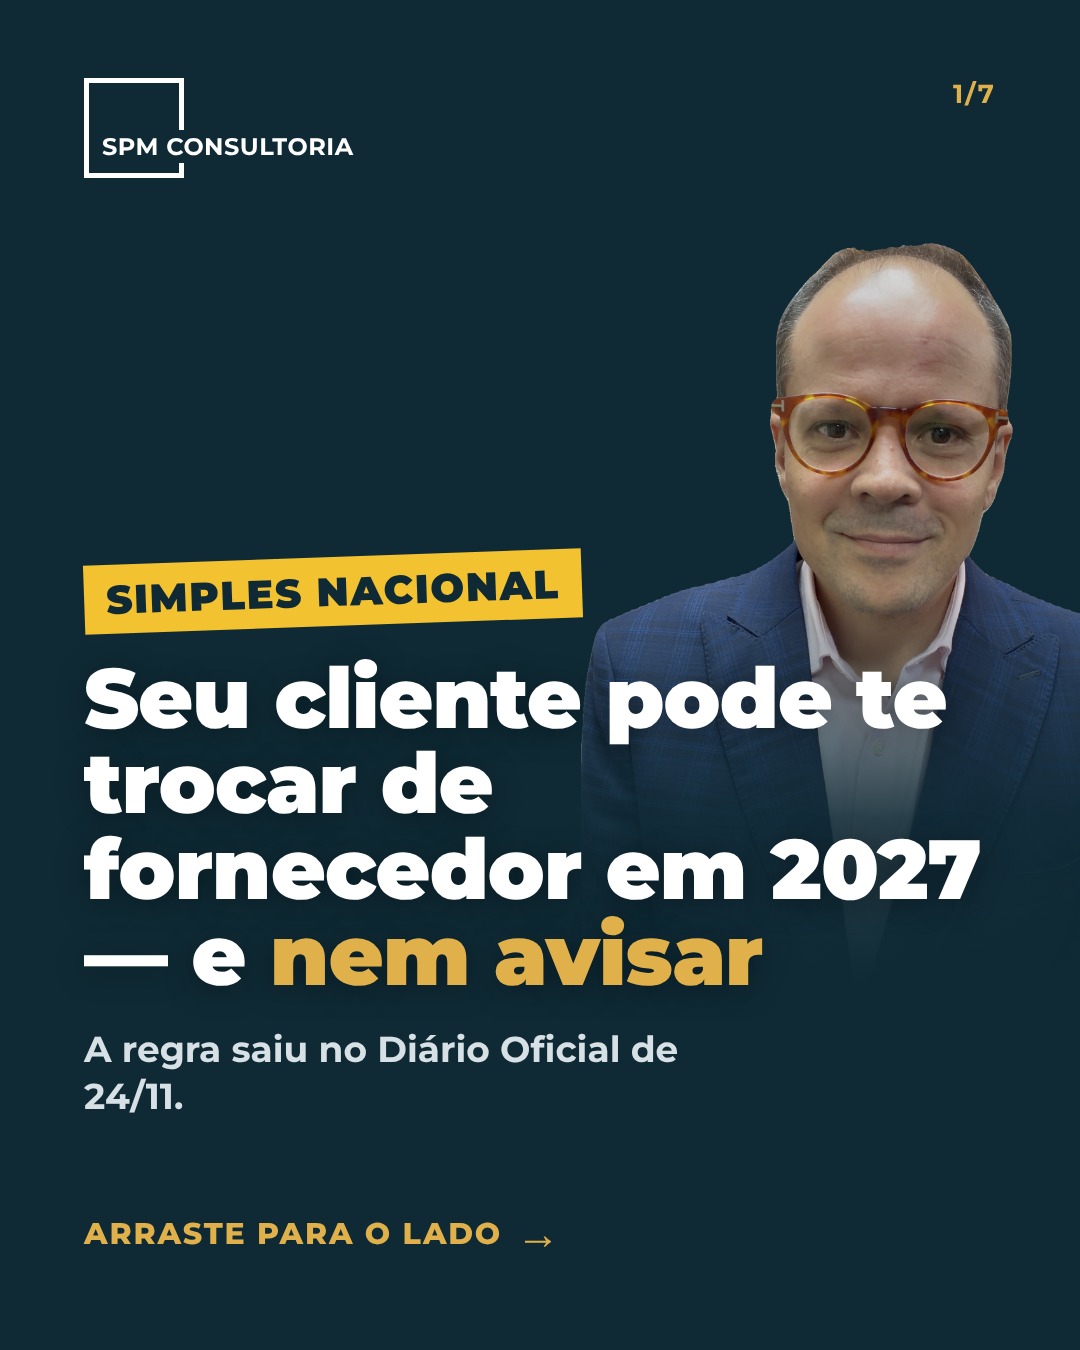 SPM CONSULTORIA
1/7
SIMPLES NACIONAL
Seu cliente pode te
trocar de
fornecedor em 2027
— e nem avisar
A regra saiu no Diário Oficial de
24/11.
ARRASTE PARA O LADO →